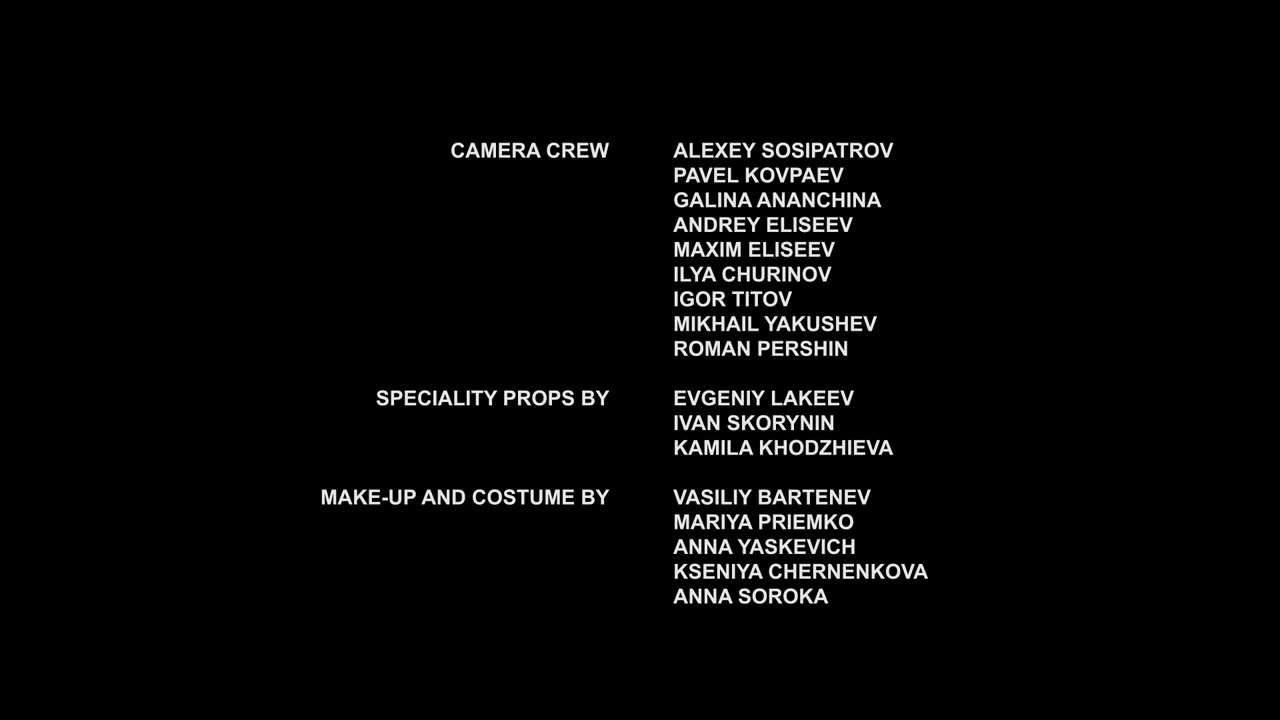 CAMERA CREW ALEXEY SOSIPATROV
PAVEL KOVPAEV
GALINA ANANCHINA
ANDREY ELISEEV
MAXIM ELISEEV
ILYA CHURINOV
IGOR TITOV
MIKHAIL YAKUSHEV
ROMAN PERSHIN
SPECIALITY PROPS BY EVGENIY LAKEEV
IVAN SKORYNIN
KAMILA KHODZHIEVA
MAKE-UP AND COSTUME BY VASILIY BARTENEV
MARIYA PRIEMKO
ANNA YASKEVICH
KSENIYA CHERNENKOVA
ANNA SOROKA